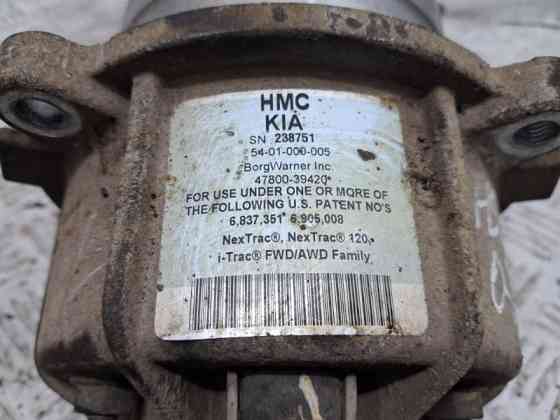 HMC
KIA
SN 238751
54-01-000-005
BorgWarner Inc.
47800-39420
FOR USE UNDER ONE OR MORE OF
THE FOLLOWING U.S. PATENT NO'S
6,837,351 6,905,008
NexTrac®, NexTrac® 120,
i-Trac® FWD/AWD Family